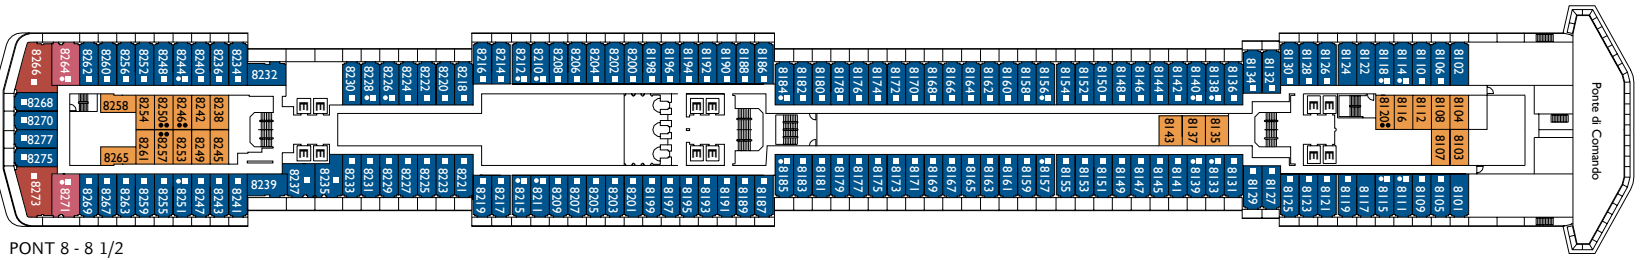 8266 8264 8262 8260 8256 8252 8248 8244 8240 8236 8234 8232 8230 8228 8226 8224 8222 8220 8218 8216 8214 8212 8210 8208 8206 8204 8202 8200 8198 8196 8194 8192 8190 8188 8186 8184 8182 8180 8178 8176 8174 8172 8170 8168 8166 8164 8162 8160 8158 8156 8154 8152 8150 8148 8146 8144 8142 8140 8138 8136 8134 8132 8130 8128 8126 8124 8122 8118 8114 8110 8106 8102
8268 8258 8254 8250 8246 8242 8238 E E E E E E 8120 8116 8112 8108 8104
8270
8277
8275 8265 8261 8257 8253 8249 8245 E E E E E E 8143 8137 8135 8107 8103
8273 8271 8269 8267 8263 8259 8255 8251 8247 8243 8241 8239 8237 8235 8233 8231 8229 8227 8225 8223 8221 8219 8217 8215 8211 8209 8207 8205 8203 8201 8199 8197 8195 8193 8191 8189 8187 8185 8183 8181 8179 8177 8175 8173 8171 8169 8167 8165 8163 8161 8159 8157 8155 8153 8151 8149 8147 8145 8141 8139 8133 8131 8129 8127 8125 8123 8121 8119 8117 8115 8111 8109 8105 8101
Ponte di Comando
PONT 8 - 8 1/2